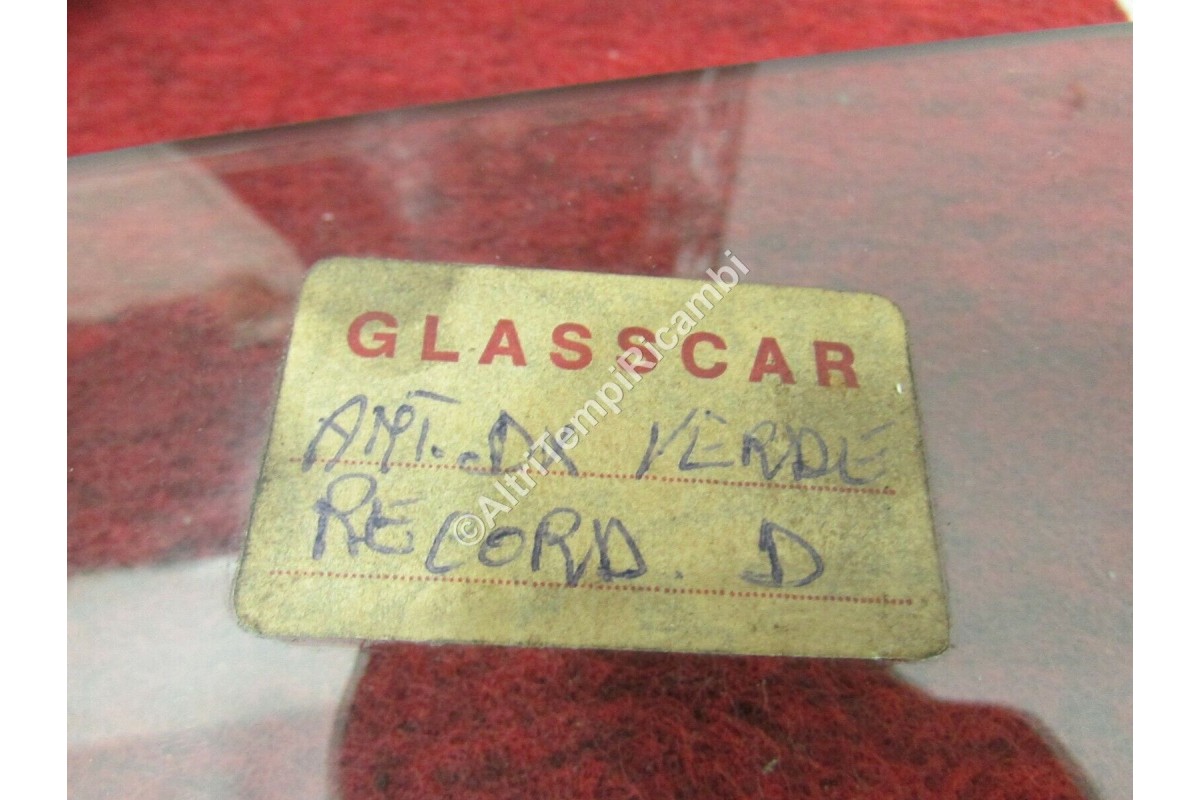 GLASSCAR
ANT. DX VERDE
RECORD. D
©AltriTempiRicambi